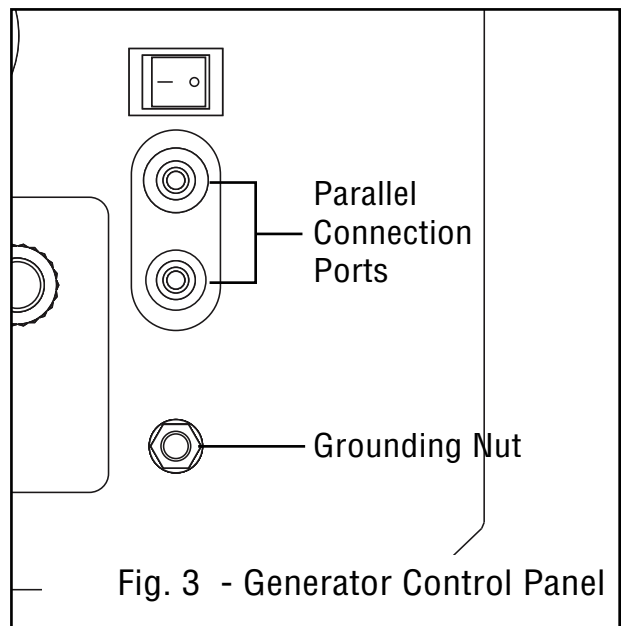 Parallel
Connection
Ports
Grounding Nut
Fig. 3 - Generator Control Panel